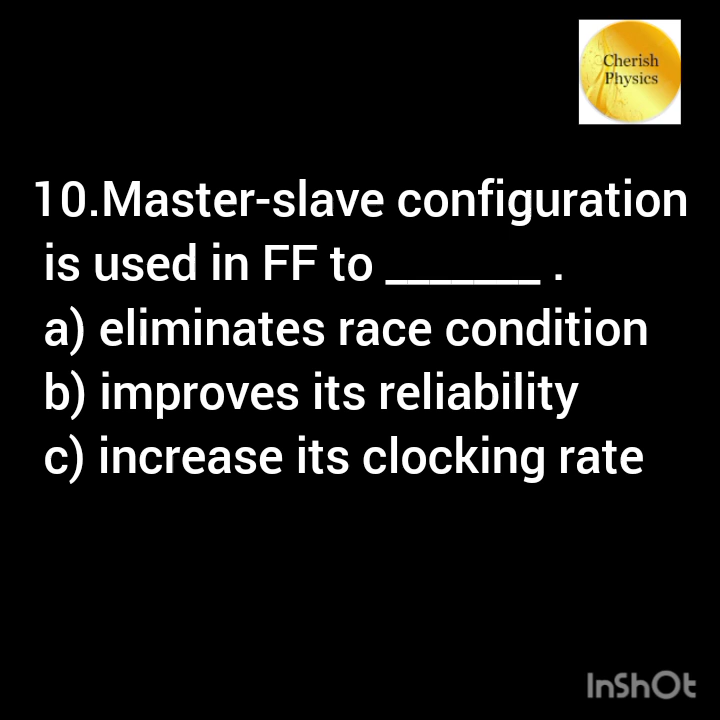 Cherish
Physics
10.Master-slave configuration
is used in FF to _______ .
a) eliminates race condition
b) improves its reliability
c) increase its clocking rate
InShOt